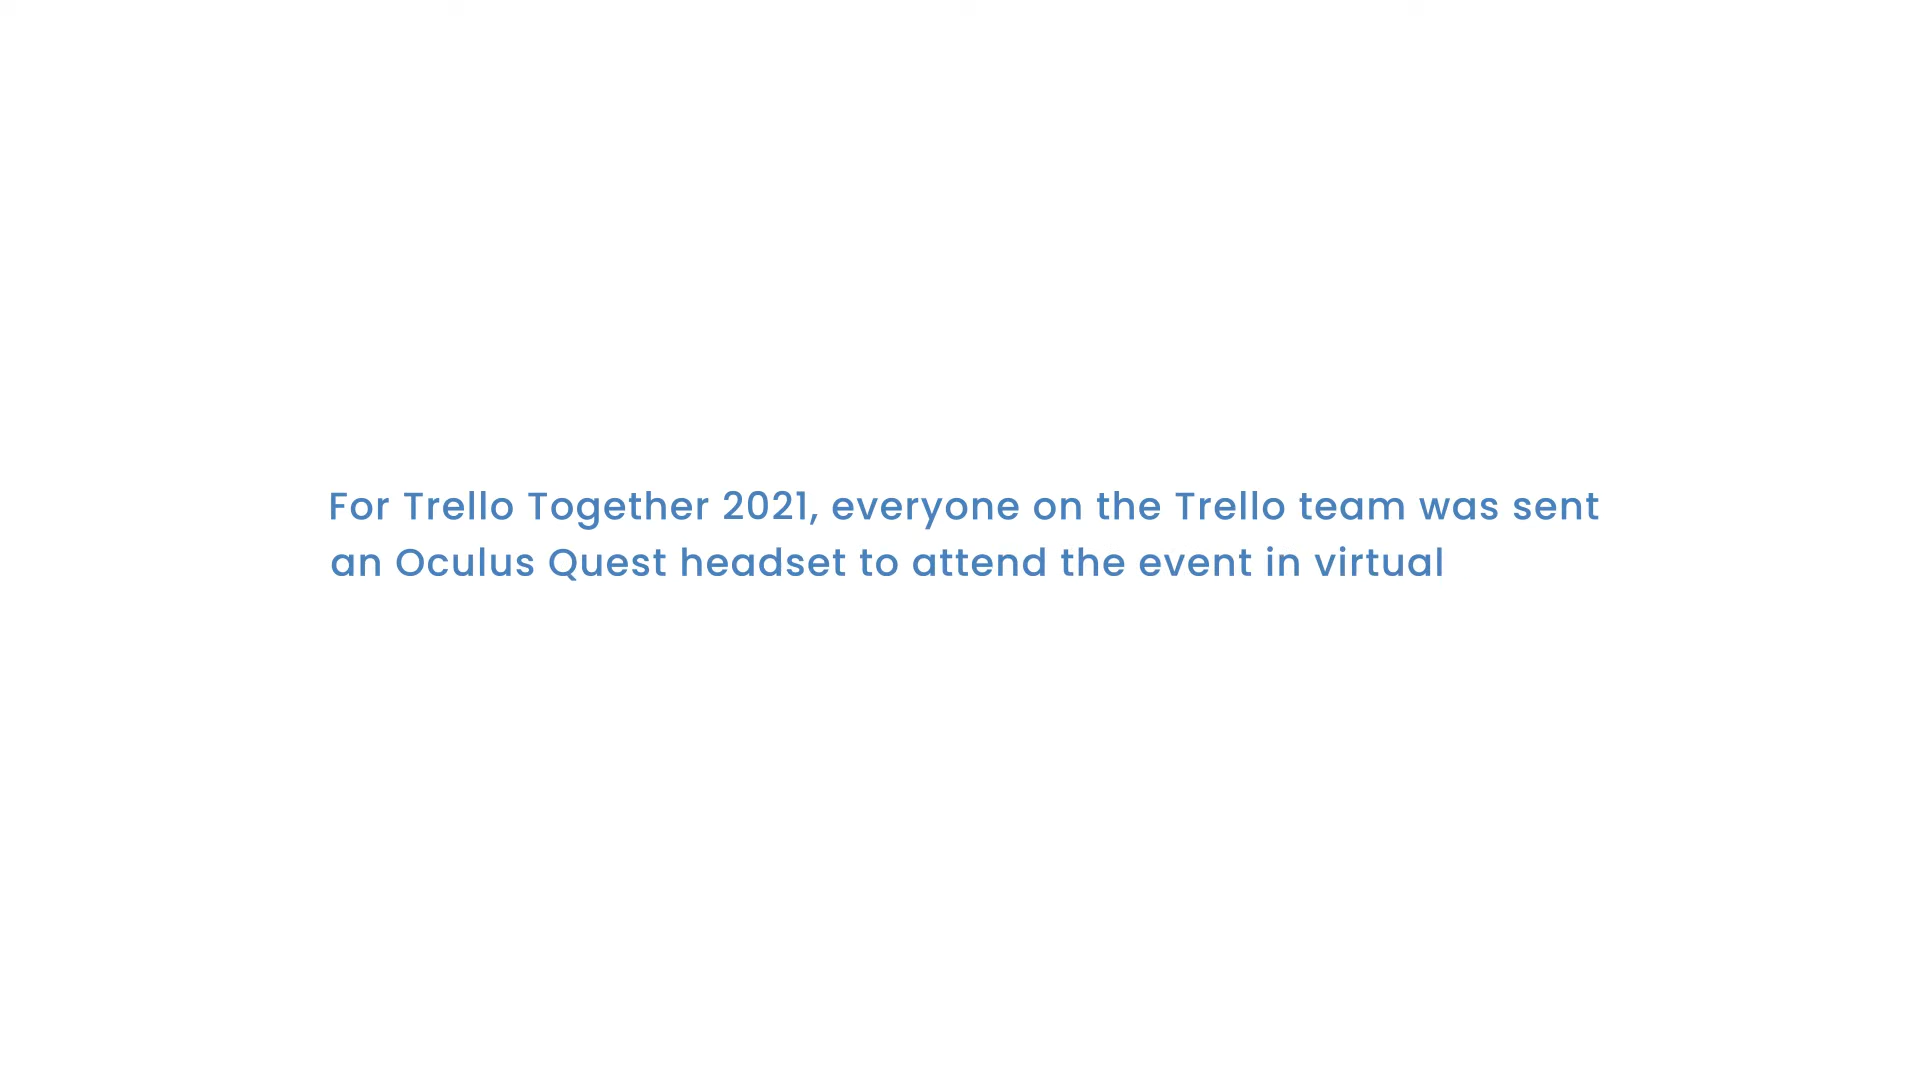 For Trello Together 2021, everyone on the Trello team was sent
an Oculus Quest headset to attend the event in virtual